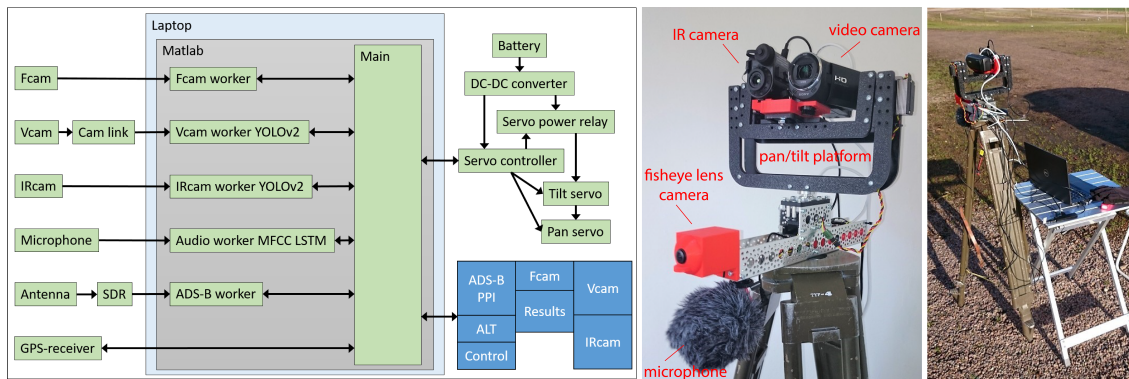 Laptop
Matlab
Main
Fcam
Fcam worker
Vcam
Cam link
Vcam worker YOLOv2
IRcam
IRcam worker YOLOv2
Microphone
Audio worker MFCC LSTM
Antenna
SDR
ADS-B worker
GPS-receiver
Battery
DC-DC converter
Servo power relay
Servo controller
Tilt servo
Pan servo
ADS-B
PPI
Fcam
Vcam
Results
ALT
IRcam
Control
IR camera
video camera
HD
pan/tilt platform
fisheye lens
camera
microphone